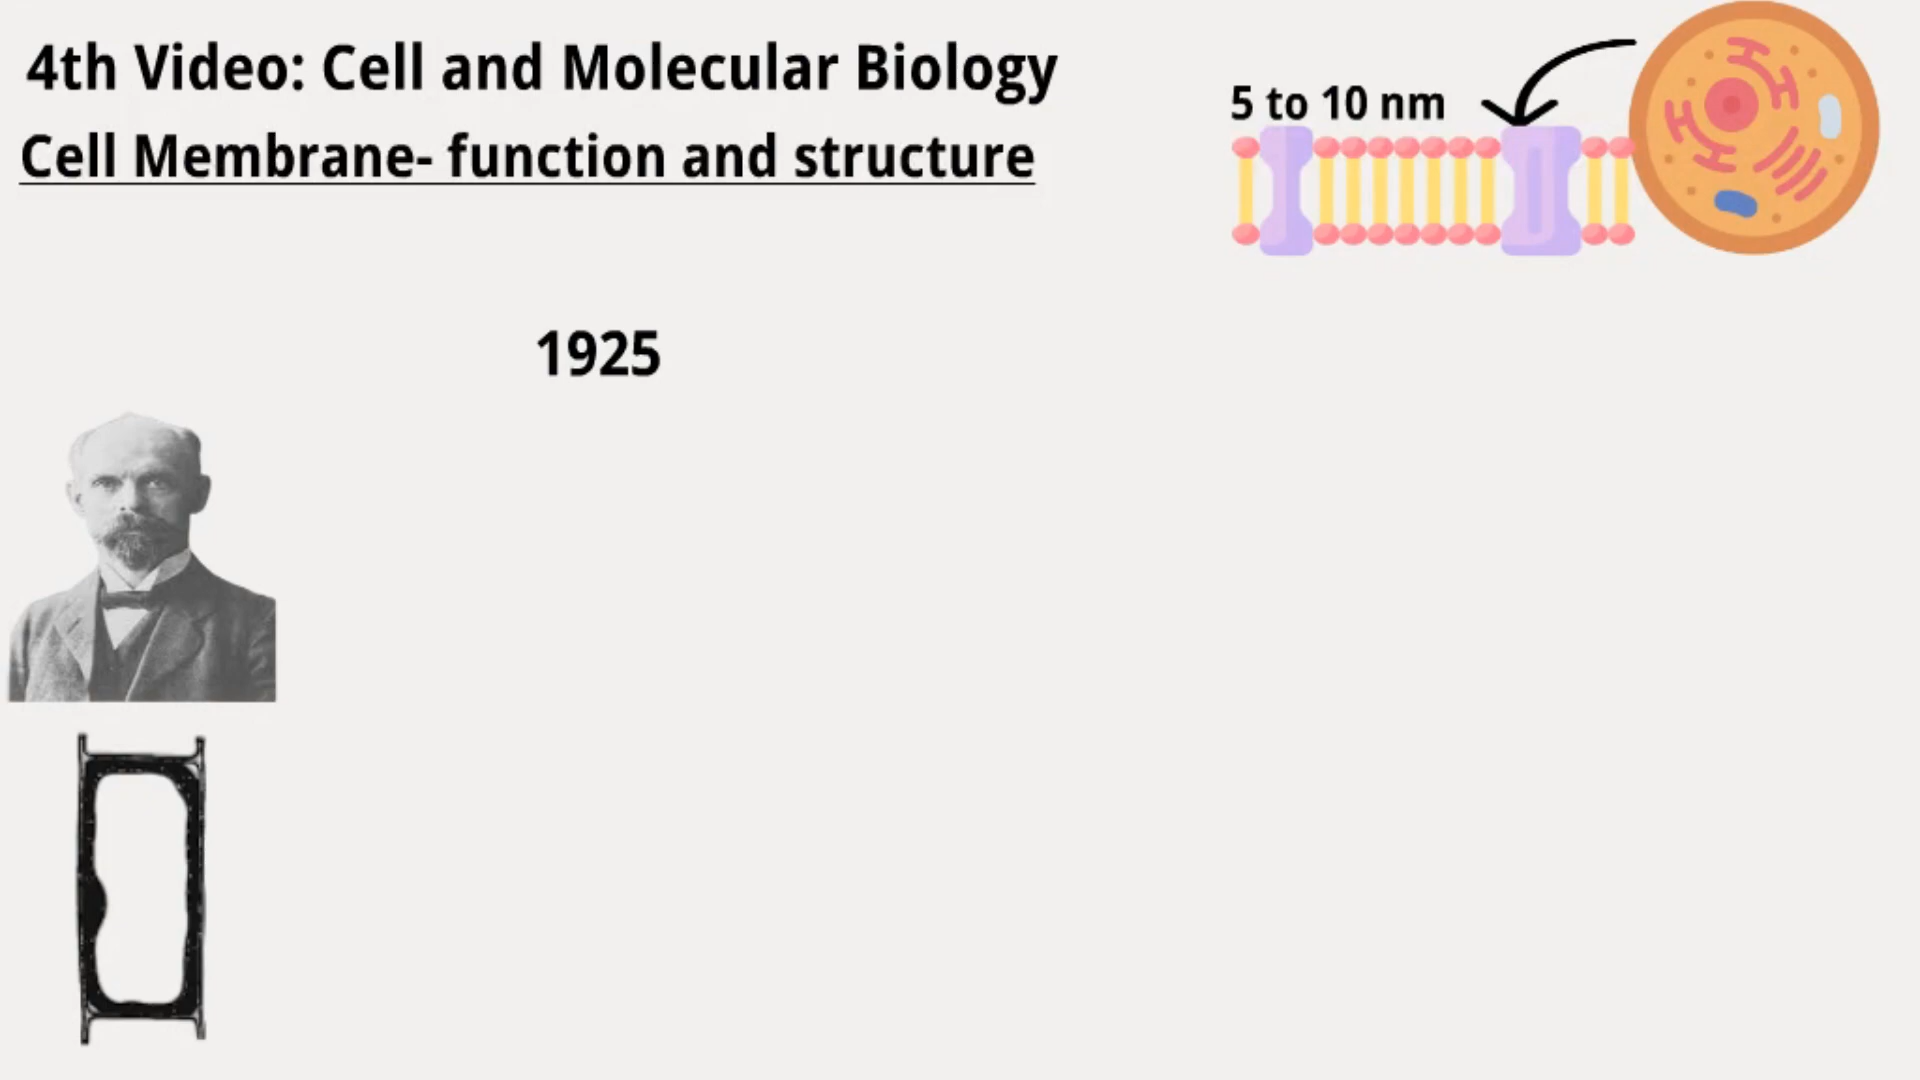 4th Video: Cell and Molecular Biology
Cell Membrane- function and structure
5 to 10 nm
1925